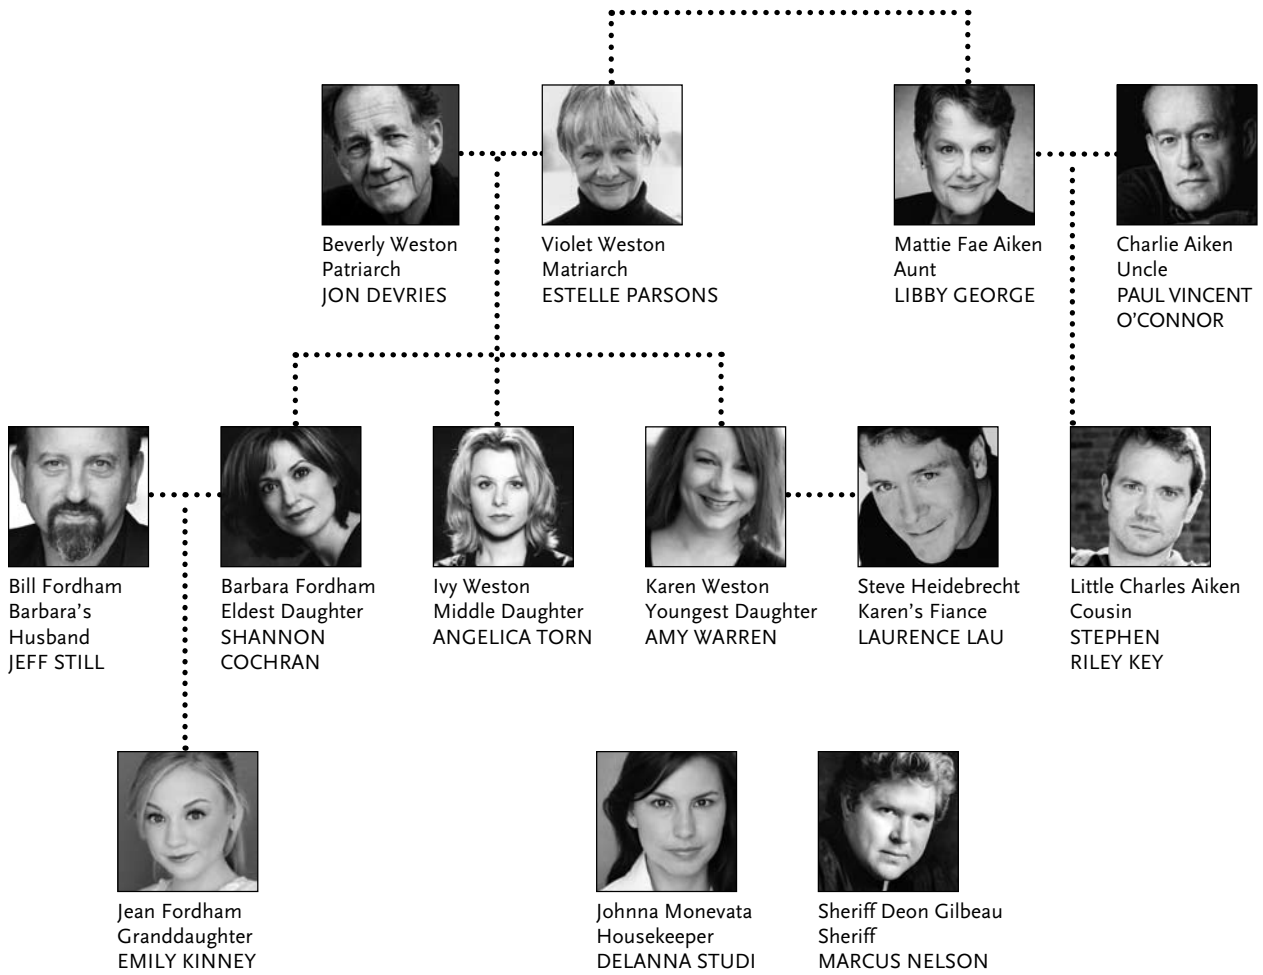 Beverly Weston
Patriarch
JON DEVRIES
Violet Weston
Matriarch
ESTELLE PARSONS
Mattie Fae Aiken
Aunt
LIBBY GEORGE
Charlie Aiken
Uncle
PAUL VINCENT
O'CONNOR
Bill Fordham
Barbara's
Husband
JEFF STILL
Barbara Fordham
Eldest Daughter
SHANNON
COCHRAN
Ivy Weston
Middle Daughter
ANGELICA TORN
Karen Weston
Youngest Daughter
AMY WARREN
Steve Heidebrecht
Karen's Fiance
LAURENCE LAU
Little Charles Aiken
Cousin
STEPHEN
RILEY KEY
Jean Fordham
Granddaughter
EMILY KINNEY
Johnna Monevata
Housekeeper
DELANNA STUDI
Sheriff Deon Gilbeau
Sheriff
MARCUS NELSON